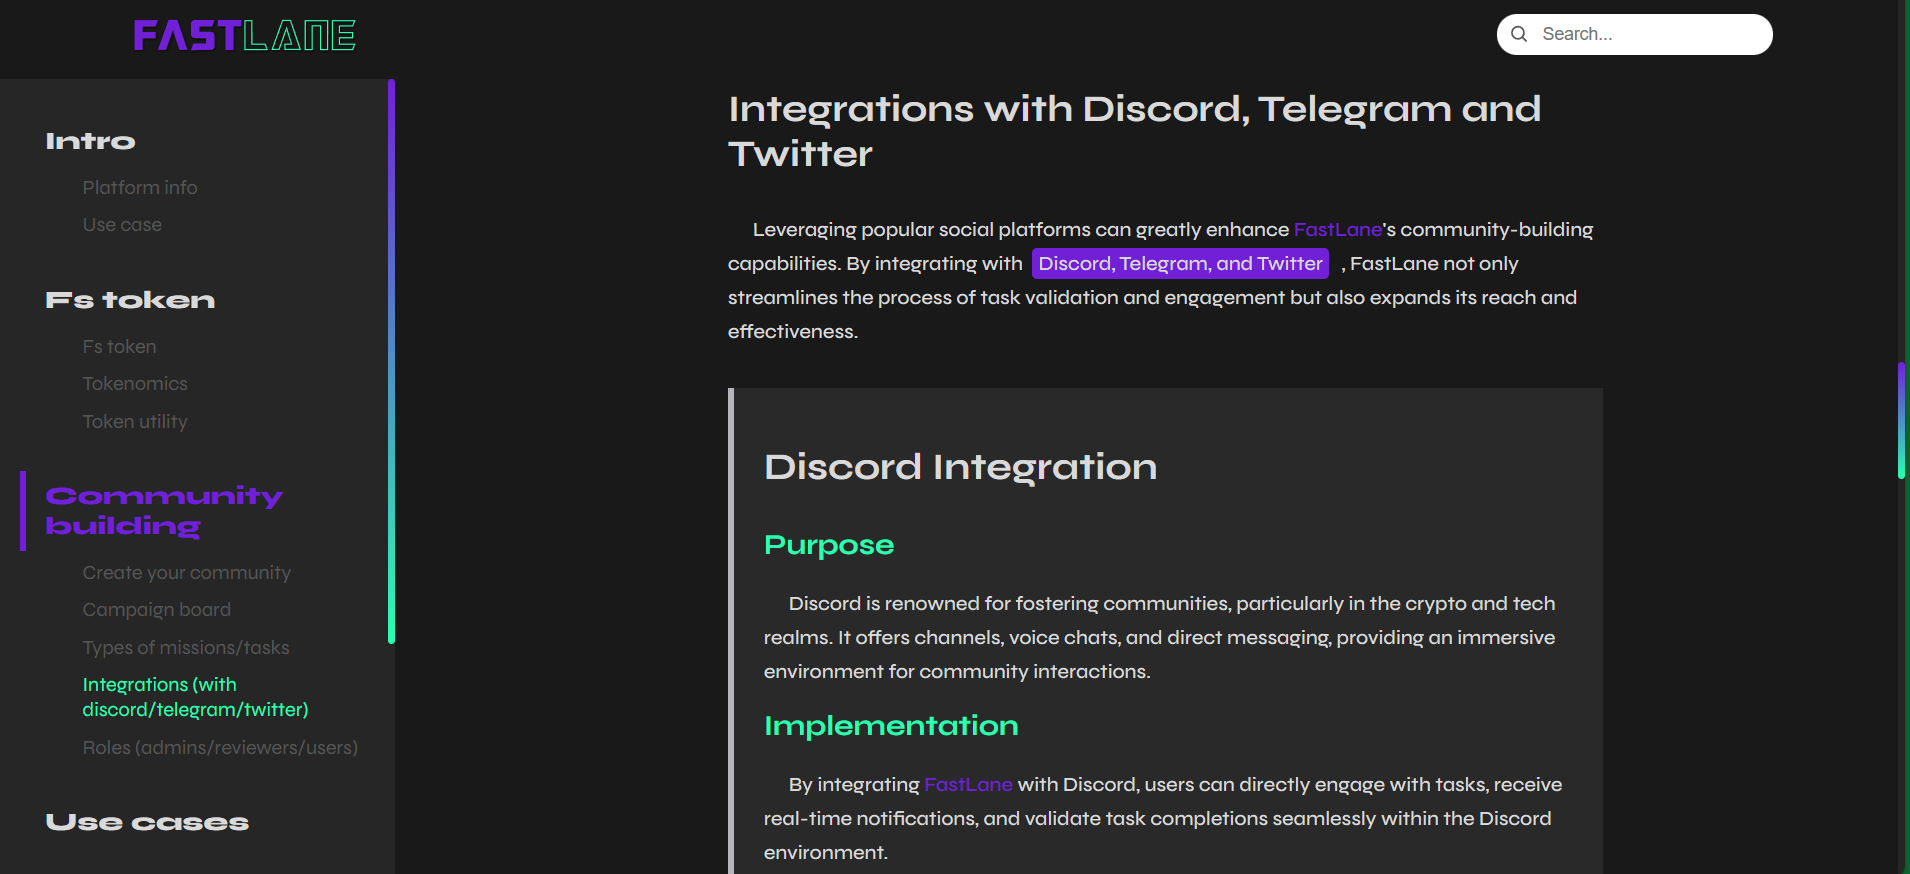 FASTLANE
Search...
Intro
Platform info
Use case
Fs token
Fs token
Tokenomics
Token utility
Community
building
Create your community
Campaign board
Types of missions/tasks
Integrations (with
discord/telegram/twitter)
Roles (admins/reviewers/users)
Use cases
Integrations with Discord, Telegram and
Twitter
Leveraging popular social platforms can greatly enhance FastLane's community-building
capabilities. By integrating with Discord, Telegram, and Twitter , FastLane not only
streamlines the process of task validation and engagement but also expands its reach and
effectiveness.
Discord Integration
Purpose
Discord is renowned for fostering communities, particularly in the crypto and tech
realms. It offers channels, voice chats, and direct messaging, providing an immersive
environment for community interactions.
Implementation
By integrating FastLane with Discord, users can directly engage with tasks, receive
real-time notifications, and validate task completions seamlessly within the Discord
environment.